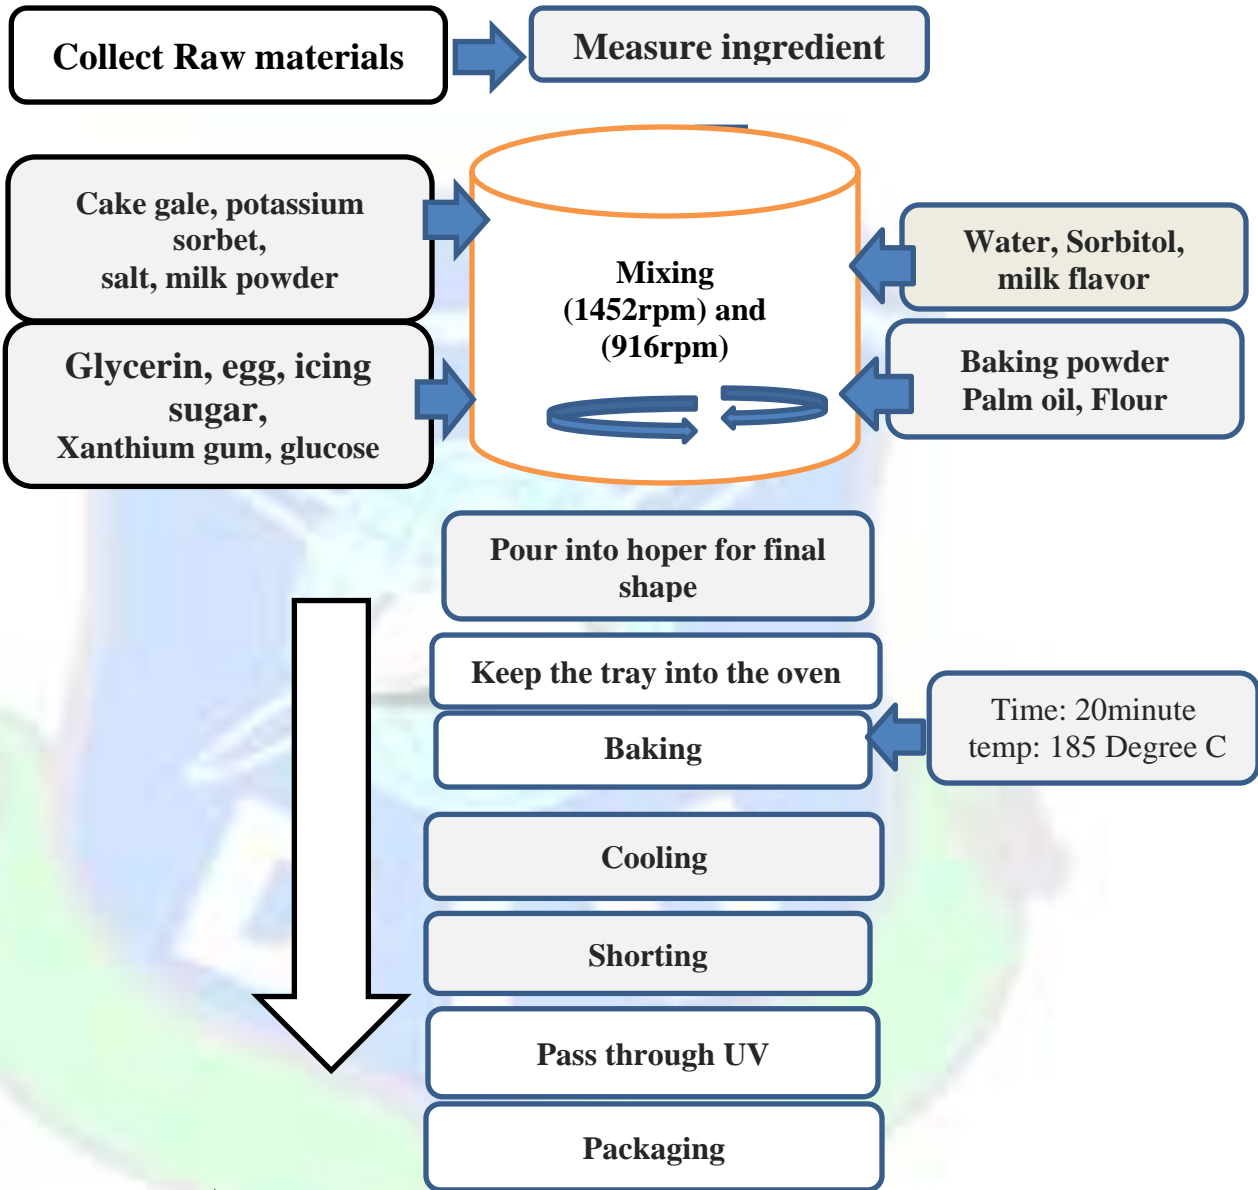 Collect Raw materials
Measure ingredient
Cake gale, potassium
sorbet,
salt, milk powder
Mixing
(1452rpm) and
(916rpm)
Water, Sorbitol,
milk flavor
Glycerin, egg, icing
sugar,
Xanthium gum, glucose
Baking powder
Palm oil, Flour
Pour into hoper for final
shape
Keep the tray into the oven
Baking
Time: 20minute
temp: 185 Degree C
Cooling
Shorting
Pass through UV
Packaging